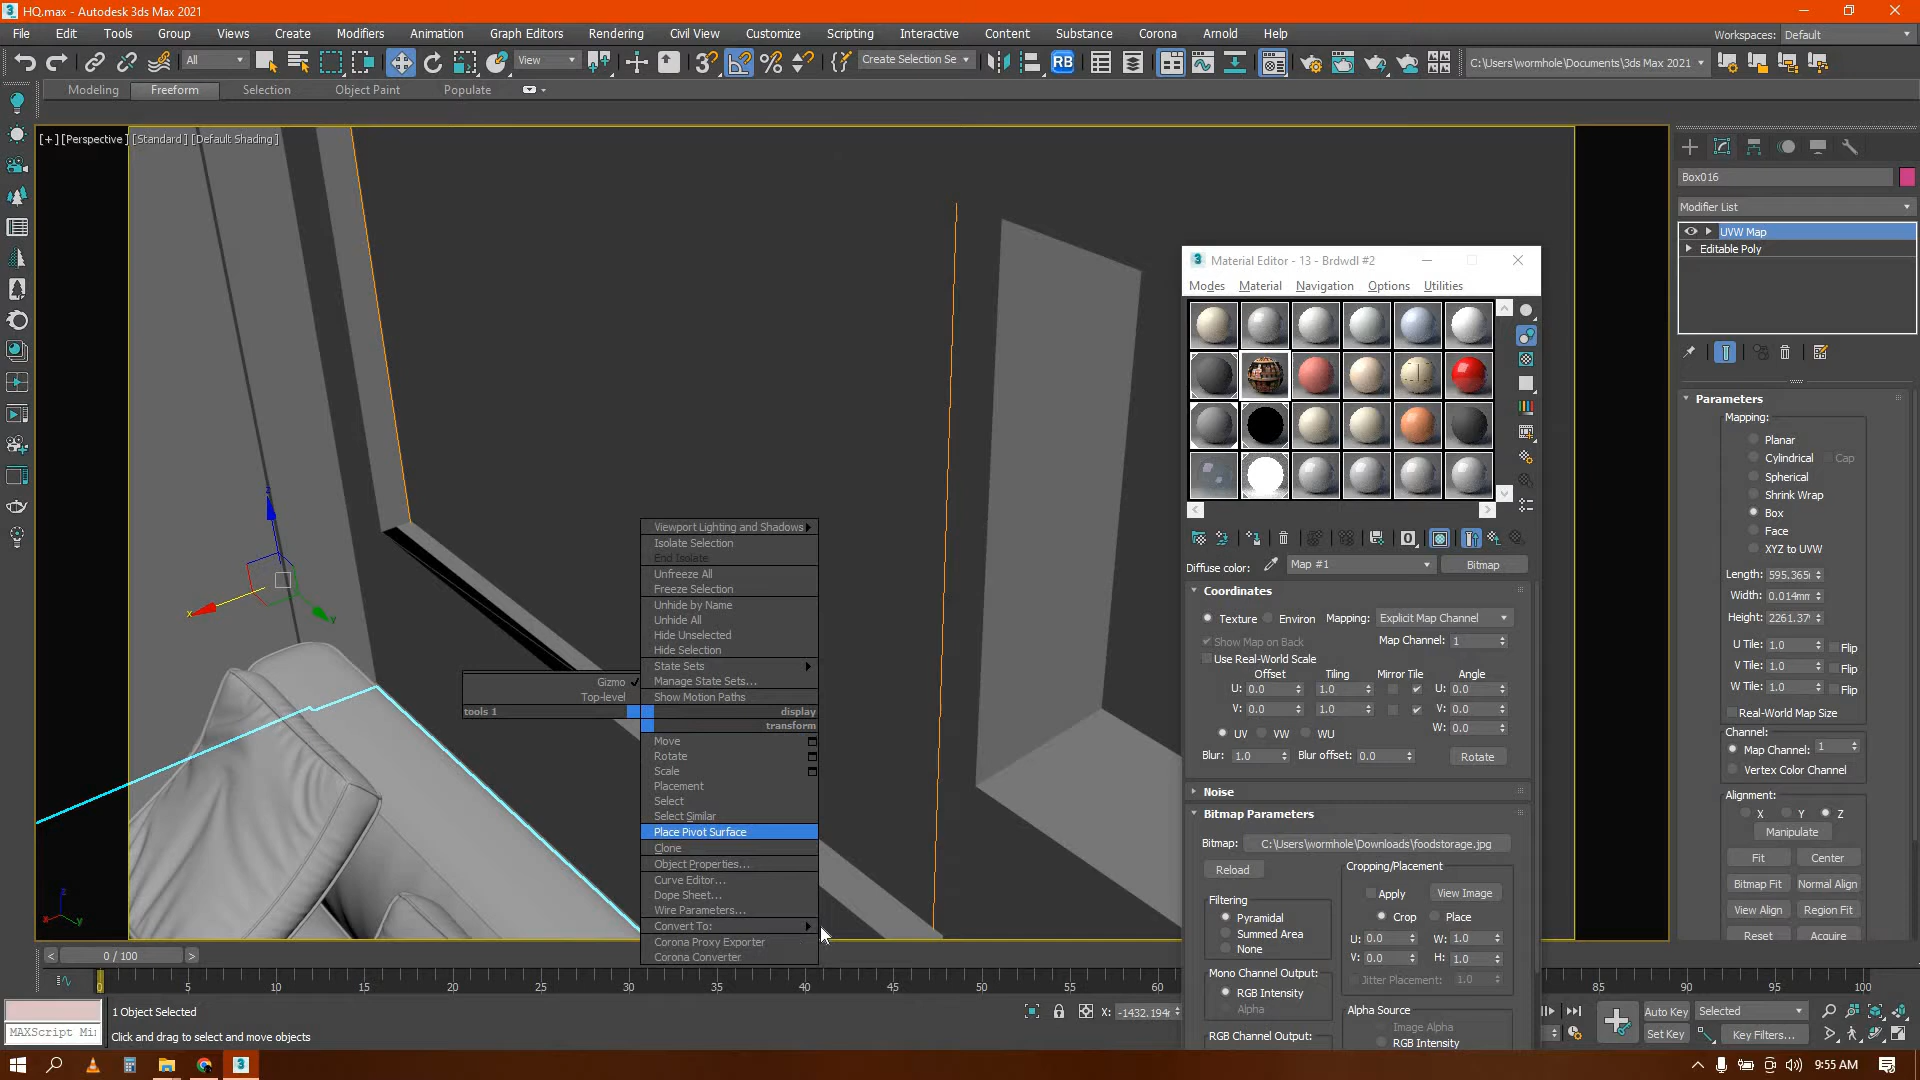 HQ.max - Autodesk 3ds Max 2021
File Edit Tools Group Views Create Modifiers Animation Graph Editors Rendering Civil View Customize Scripting Interactive Content Substance Corona Arnold Help
Workspaces: Default
All View Create Selection Se RB C:\Users\wormhole\Documents\3ds Max 2021
Modeling Freeform Selection Object Paint Populate
[+] [Perspective] [Standard] [Default Shading]
Box016
Modifier List
UVW Map
Editable Poly
Material Editor - 13 - Brdwdl #2
Modes Material Navigation Options Utilities
Diffuse color: Map #1 Bitmap
Coordinates
Texture Environ Mapping: Explicit Map Channel
Show Map on Back Map Channel: 1
Use Real-World Scale
Offset Tiling Mirror Tile Angle
U: 0.0 1.0 U: 0.0
V: 0.0 1.0 V: 0.0
W: 0.0
UV VW WU
Blur: 1.0 Blur offset: 0.0 Rotate
Noise
Bitmap Parameters
Bitmap: C:\Users\wormhole\Downloads\foodstorage.jpg
Reload
Cropping/Placement
Apply View Image
Crop Place
U: 0.0 W: 1.0
V: 0.0 H: 1.0
Jitter Placement: 1.0
Filtering
Pyramidal
Summed Area
None
Mono Channel Output:
RGB Intensity
Alpha
RGB Channel Output:
Alpha Source
Image Alpha
RGB Intensity
Parameters
Mapping:
Planar
Cylindrical Cap
Spherical
Shrink Wrap
Box
Face
XYZ to UVW
Length: 595.365
Width: 0.014mm
Height: 2261.37
U Tile: 1.0 Flip
V Tile: 1.0 Flip
W Tile: 1.0 Flip
Real-World Map Size
Channel:
Map Channel: 1
Vertex Color Channel
Alignment:
X Y Z
Manipulate
Fit Center
Bitmap Fit Normal Align
View Align Region Fit
Reset Acquire
Viewport Lighting and Shadows
Isolate Selection
End Isolate
Unfreeze All
Freeze Selection
Unhide by Name
Unhide All
Hide Unselected
Hide Selection
State Sets
Manage State Sets...
Show Motion Paths
Gizmo
Top-level
tools 1 display
transform
Move
Rotate
Scale
Placement
Select
Select Similar
Place Pivot Surface
Clone
Object Properties...
Curve Editor...
Dope Sheet...
Wire Parameters...
Convert To:
Corona Proxy Exporter
Corona Converter
z x y
z x y
< 0 / 100 >
0 5 10 15 20 25 30 35 40 45 50 55 60 85 90 95 100
1 Object Selected
X: -1432.194
MAXScript Mi
Click and drag to select and move objects
Auto Key Selected
Set Key Key Filters...
9:55 AM